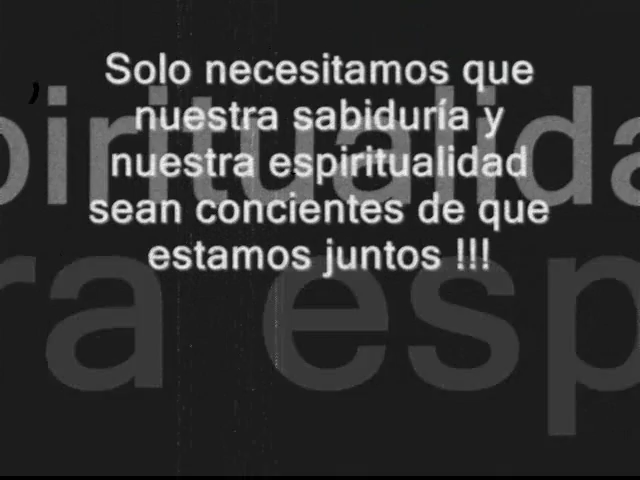 Solo necesitamos que
nuestra sabiduría y
nuestra espiritualidad
sean concientes de que
estamos juntos !!!